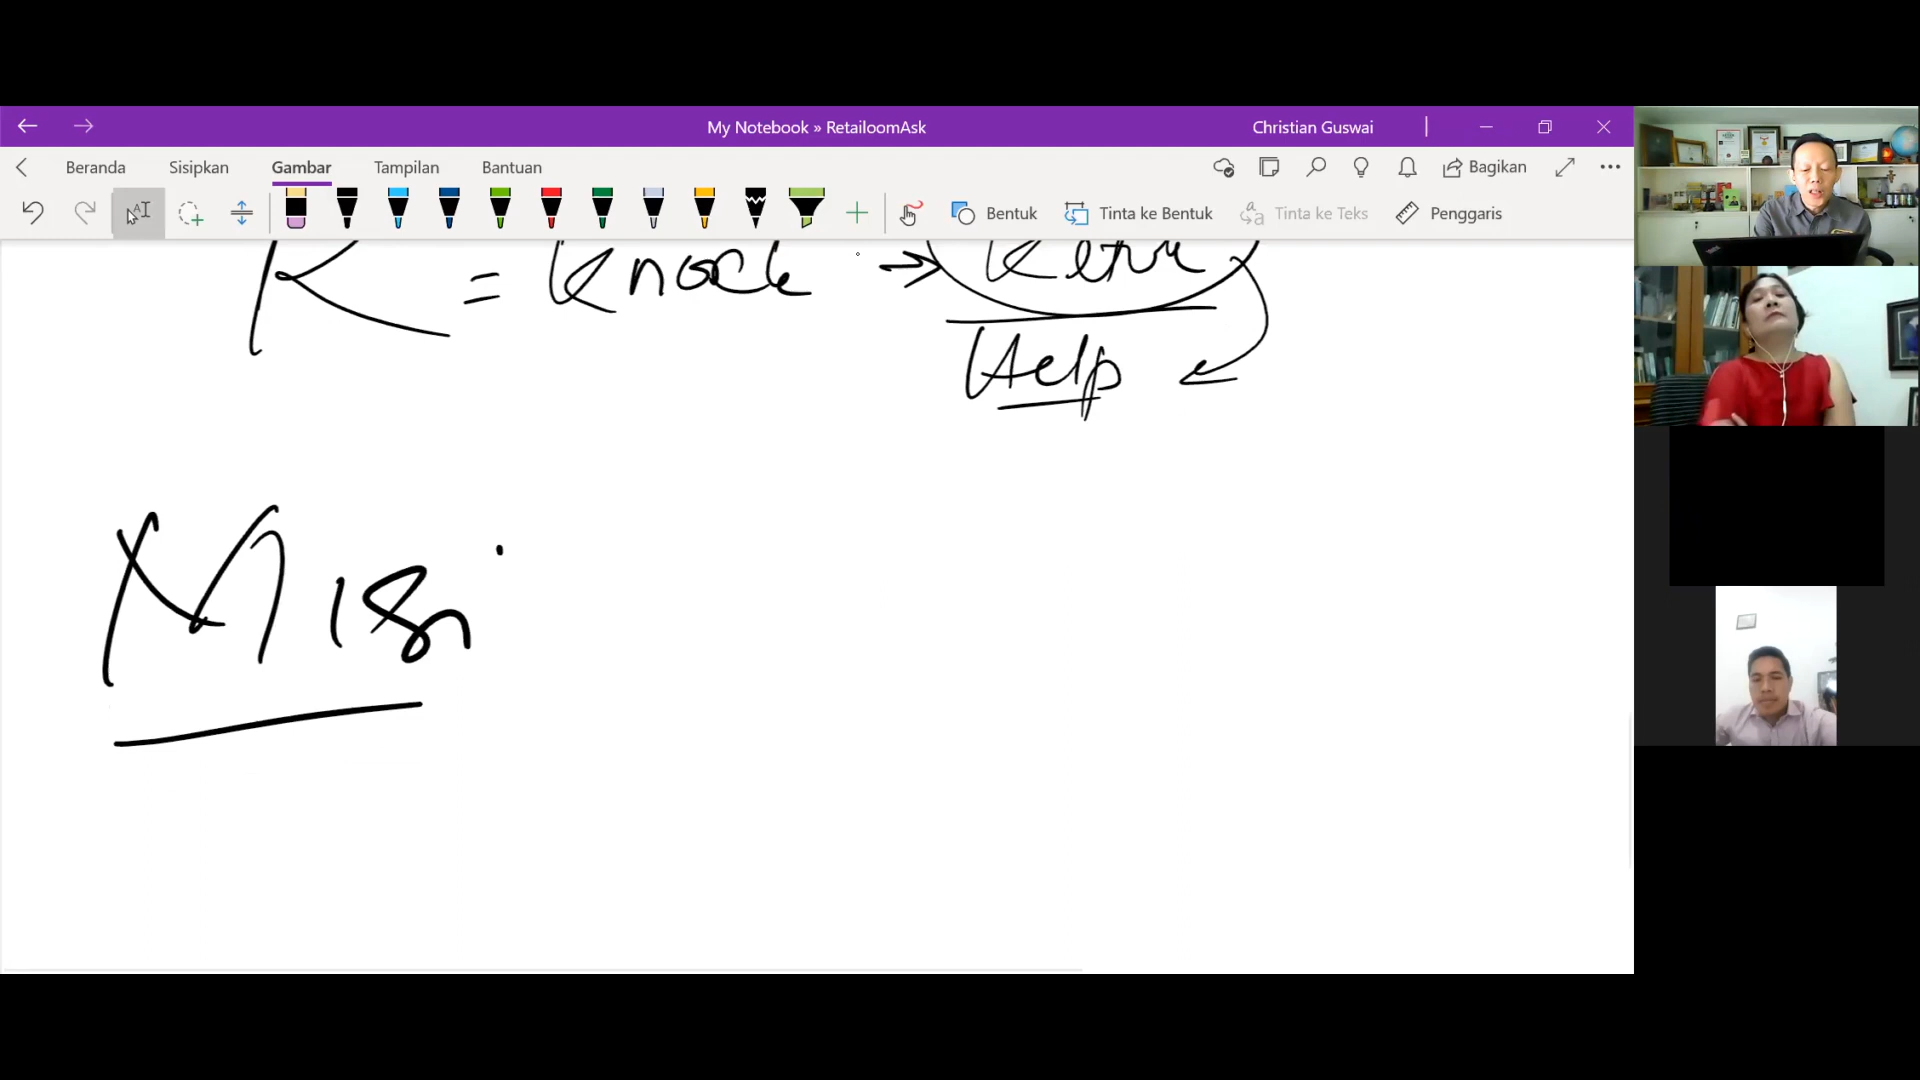 My Notebook » RetailoomAsk
Christian Guswai
Beranda Sisipkan Gambar Tampilan Bantuan
Bagikan
Bentuk Tinta ke Bentuk Tinta ke Teks Penggaris
K = Knock →
Help
Misi